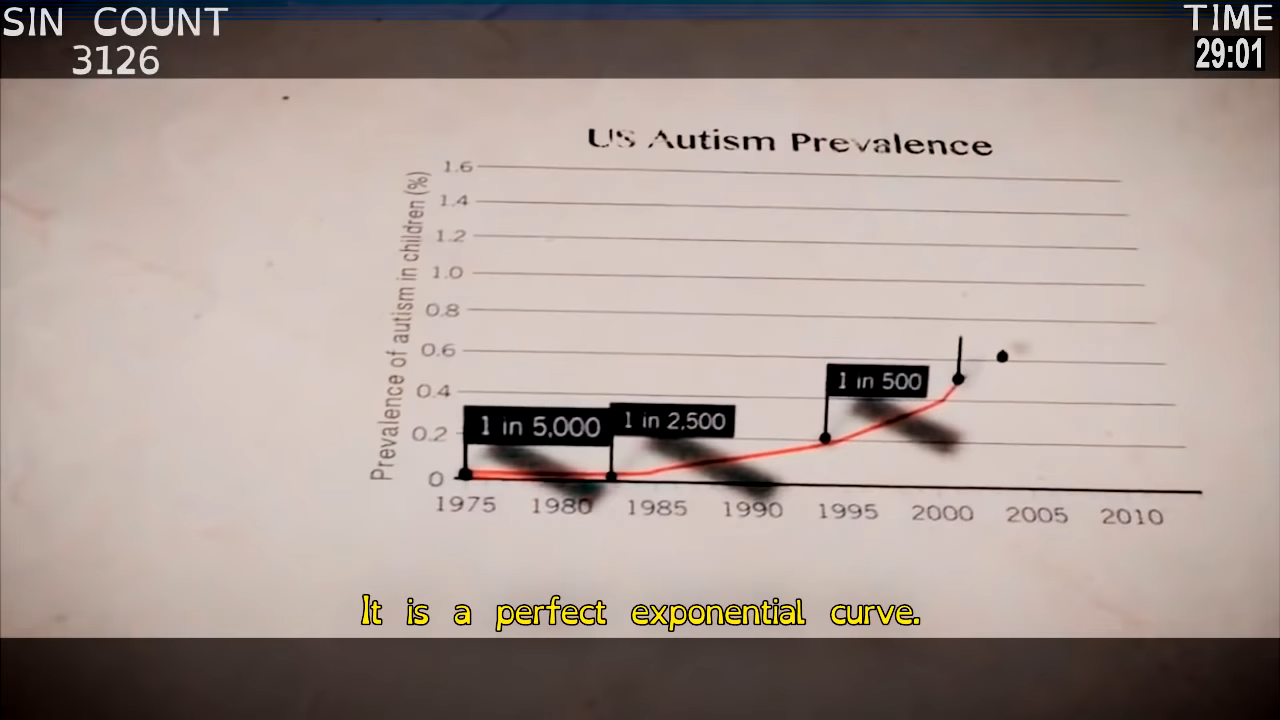 SIN COUNT
3126
TIME
29:01
US Autism Prevalence
Prevalence of autism in children (%)
1.6
1.4
1.2
1.0
0.8
0.6
0.4
0.2
0
1 in 5,000
1 in 2,500
1 in 500
1975 1980 1985 1990 1995 2000 2005 2010
It is a perfect exponential curve.